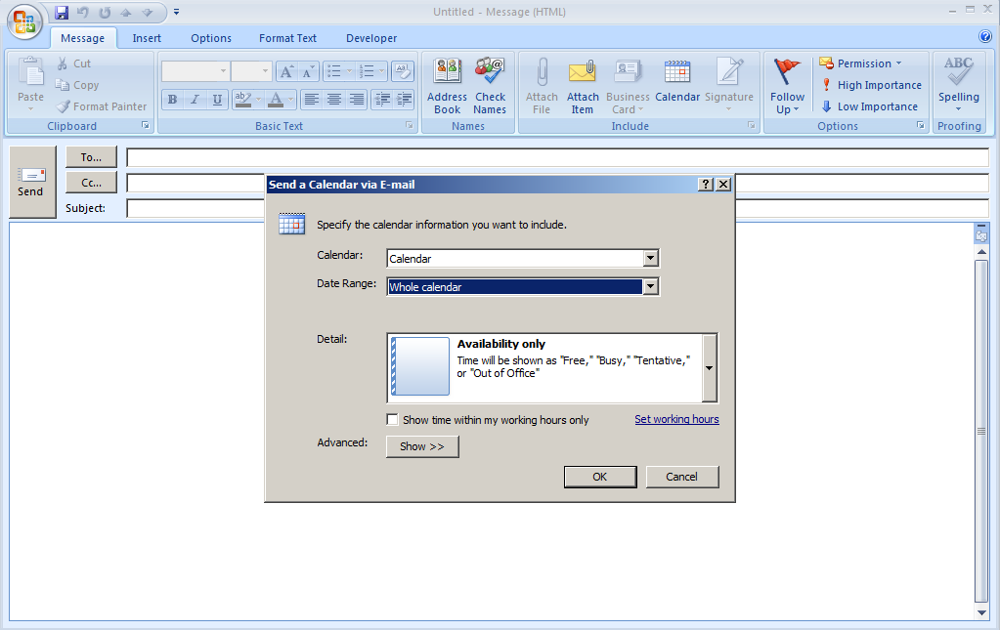 Untitled - Message (HTML)
Message Insert Options Format Text Developer
Paste
Cut
Copy
Format Painter
Clipboard
B I U ab A
A A
Basic Text
Address Book
Check Names
Names
Attach File
Attach Item
Business Card
Calendar
Signature
Include
Follow Up
Permission
High Importance
Low Importance
Options
ABC
Spelling
Proofing
Send
To...
Cc...
Subject:
Send a Calendar via E-mail
Specify the calendar information you want to include.
Calendar: Calendar
Date Range: Whole calendar
Detail: Availability only
Time will be shown as "Free," "Busy," "Tentative,"
or "Out of Office"
Show time within my working hours only Set working hours
Advanced: Show >>
OK Cancel